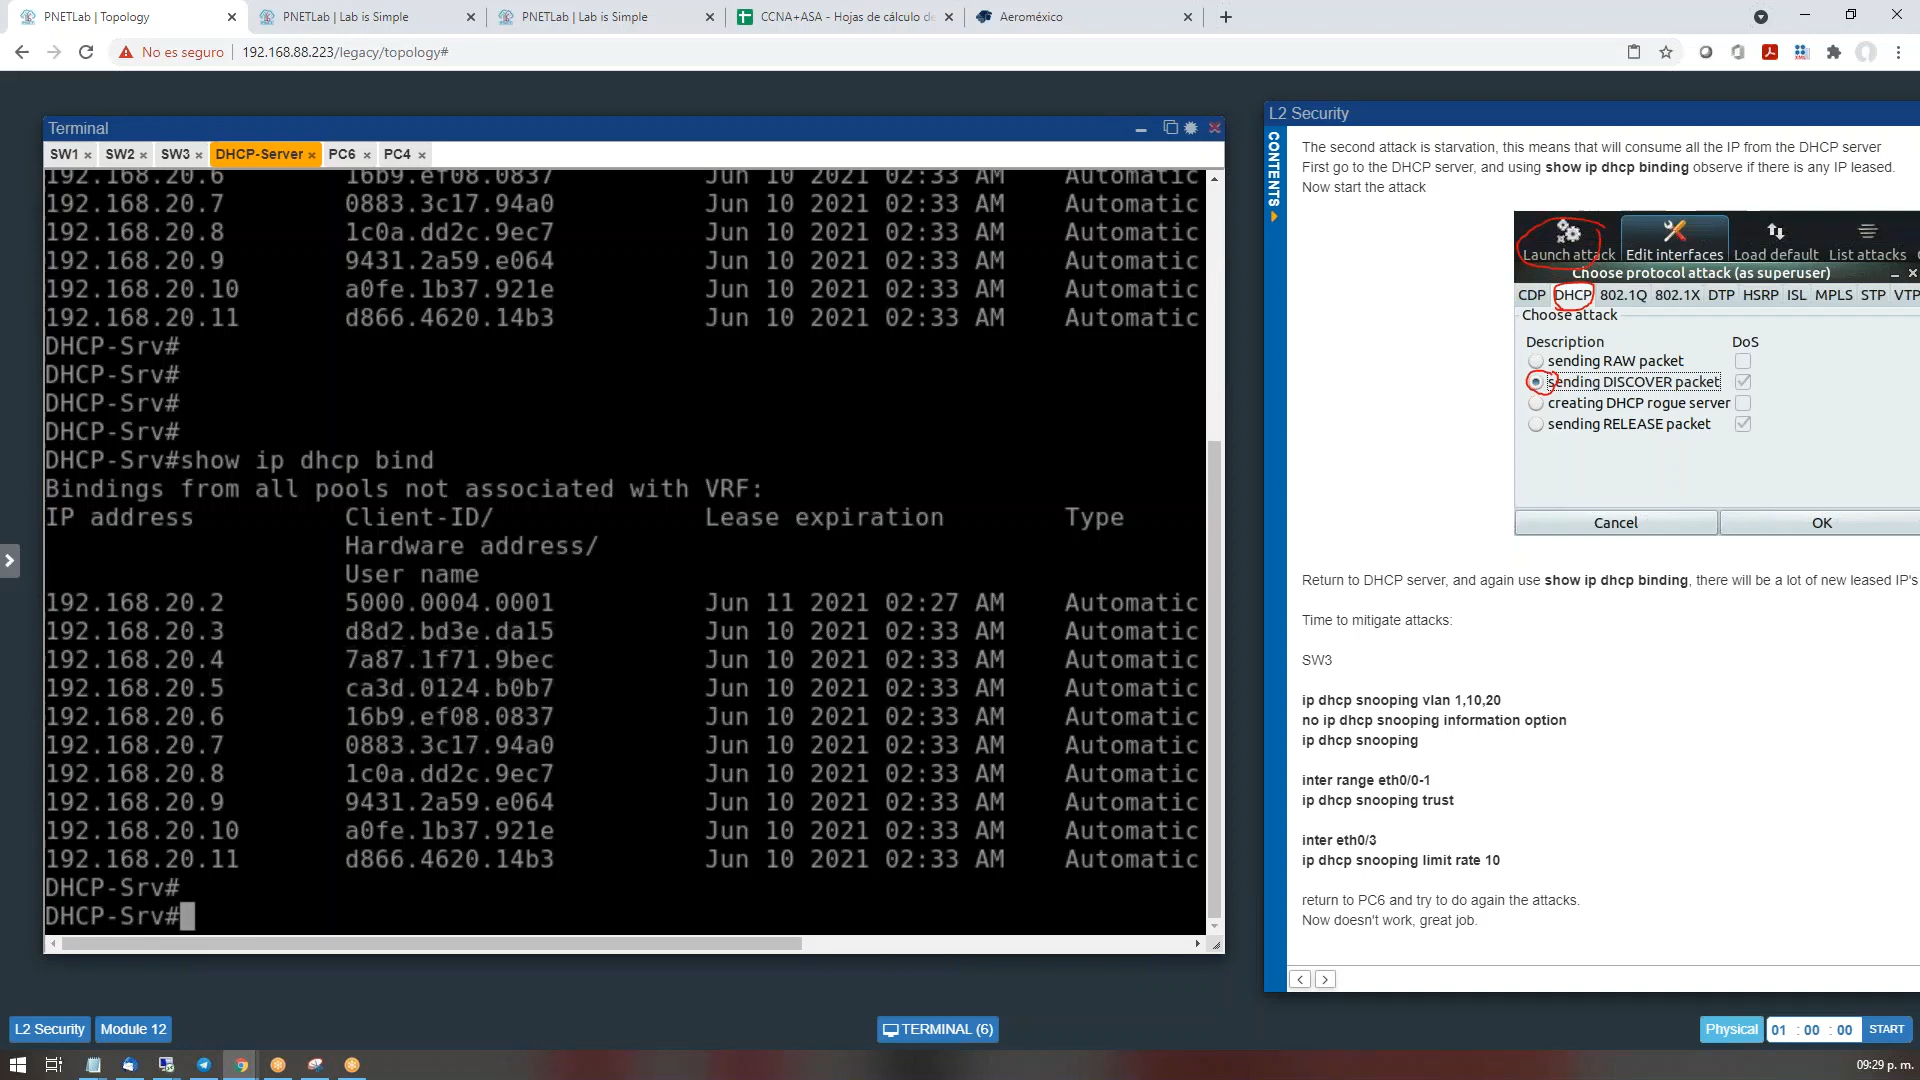 PNETLab | Topology
PNETLab | Lab is Simple
PNETLab | Lab is Simple
CCNA+ASA - Hojas de cálculo de
Aeroméxico
No es seguro
192.168.88.223/legacy/topology#
Terminal
SW1 SW2 SW3 DHCP-Server PC6 PC4
192.168.20.6 16b9.ef08.0837 Jun 10 2021 02:33 AM Automatic
192.168.20.7 0883.3c17.94a0 Jun 10 2021 02:33 AM Automatic
192.168.20.8 1c0a.dd2c.9ec7 Jun 10 2021 02:33 AM Automatic
192.168.20.9 9431.2a59.e064 Jun 10 2021 02:33 AM Automatic
192.168.20.10 a0fe.1b37.921e Jun 10 2021 02:33 AM Automatic
192.168.20.11 d866.4620.14b3 Jun 10 2021 02:33 AM Automatic
DHCP-Srv#
DHCP-Srv#
DHCP-Srv#
DHCP-Srv#
DHCP-Srv#show ip dhcp bind
Bindings from all pools not associated with VRF:
IP address Client-ID/ Lease expiration Type
Hardware address/
User name
192.168.20.2 5000.0004.0001 Jun 11 2021 02:27 AM Automatic
192.168.20.3 d8d2.bd3e.da15 Jun 10 2021 02:33 AM Automatic
192.168.20.4 7a87.1f71.9bec Jun 10 2021 02:33 AM Automatic
192.168.20.5 ca3d.0124.b0b7 Jun 10 2021 02:33 AM Automatic
192.168.20.6 16b9.ef08.0837 Jun 10 2021 02:33 AM Automatic
192.168.20.7 0883.3c17.94a0 Jun 10 2021 02:33 AM Automatic
192.168.20.8 1c0a.dd2c.9ec7 Jun 10 2021 02:33 AM Automatic
192.168.20.9 9431.2a59.e064 Jun 10 2021 02:33 AM Automatic
192.168.20.10 a0fe.1b37.921e Jun 10 2021 02:33 AM Automatic
192.168.20.11 d866.4620.14b3 Jun 10 2021 02:33 AM Automatic
DHCP-Srv#
DHCP-Srv#
L2 Security
CONTENTS
The second attack is starvation, this means that will consume all the IP from the DHCP server
First go to the DHCP server, and using show ip dhcp binding observe if there is any IP leased.
Now start the attack
Launch attack Edit interfaces Load default List attacks
Choose protocol attack (as superuser)
CDP DHCP 802.1Q 802.1X DTP HSRP ISL MPLS STP VTP
Choose attack
Description DoS
sending RAW packet
sending DISCOVER packet
creating DHCP rogue server
sending RELEASE packet
Cancel OK
Return to DHCP server, and again use show ip dhcp binding, there will be a lot of new leased IP's
Time to mitigate attacks:
SW3
ip dhcp snooping vlan 1,10,20
no ip dhcp snooping information option
ip dhcp snooping
inter range eth0/0-1
ip dhcp snooping trust
inter eth0/3
ip dhcp snooping limit rate 10
return to PC6 and try to do again the attacks.
Now doesn't work, great job.
L2 Security Module 12 TERMINAL (6) Physical 01 : 00 : 00 START
09:29 p. m.